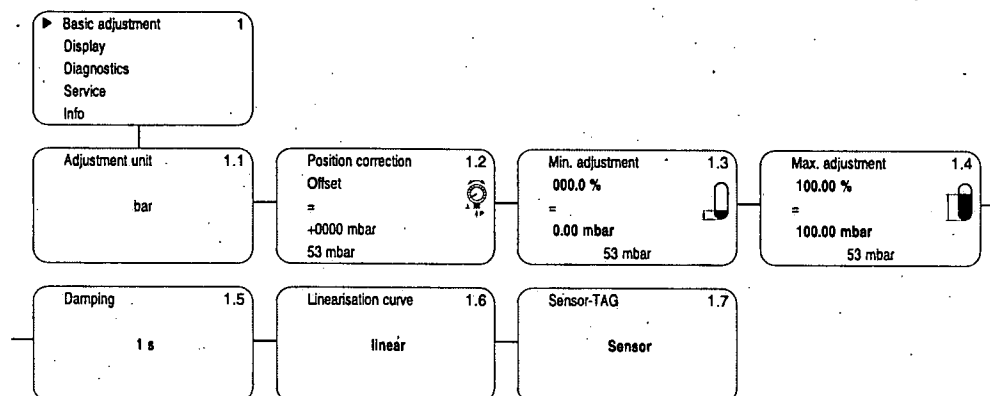 Basic adjustment 1
Display
Diagnostics
Service
Info
Adjustment unit 1.1
bar
Position correction 1.2
Offset
=
+0000 mbar
53 mbar
Min. adjustment 1.3
000.0 %
=
0.00 mbar
53 mbar
Max. adjustment 1.4
100.00 %
=
100.00 mbar
53 mbar
Damping 1.5
1 s
Linearisation curve 1.6
linear
Sensor-TAG 1.7
Sensor